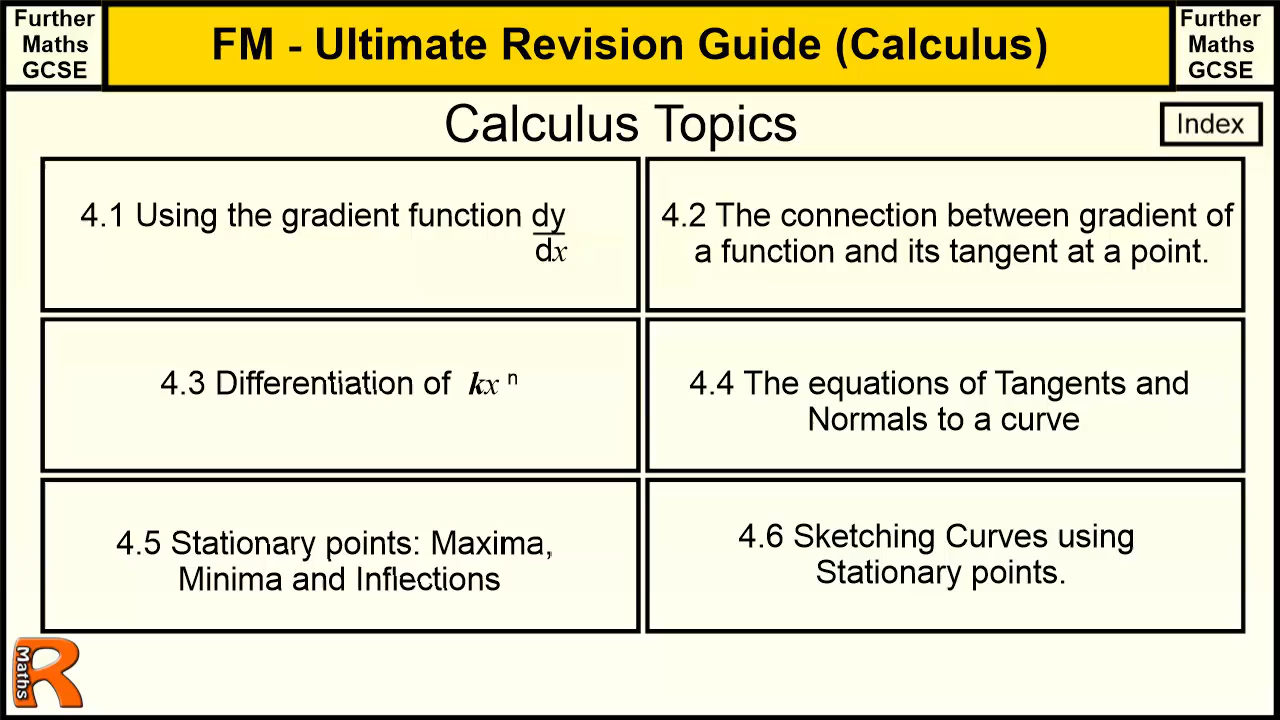 Further
Maths
GCSE
FM - Ultimate Revision Guide (Calculus)
Further
Maths
GCSE
Calculus Topics
Index
4.1 Using the gradient function dy
dx
4.2 The connection between gradient of
a function and its tangent at a point.
4.3 Differentiation of kx ⁿ
4.4 The equations of Tangents and
Normals to a curve
4.5 Stationary points: Maxima,
Minima and Inflections
4.6 Sketching Curves using
Stationary points.
R
Maths